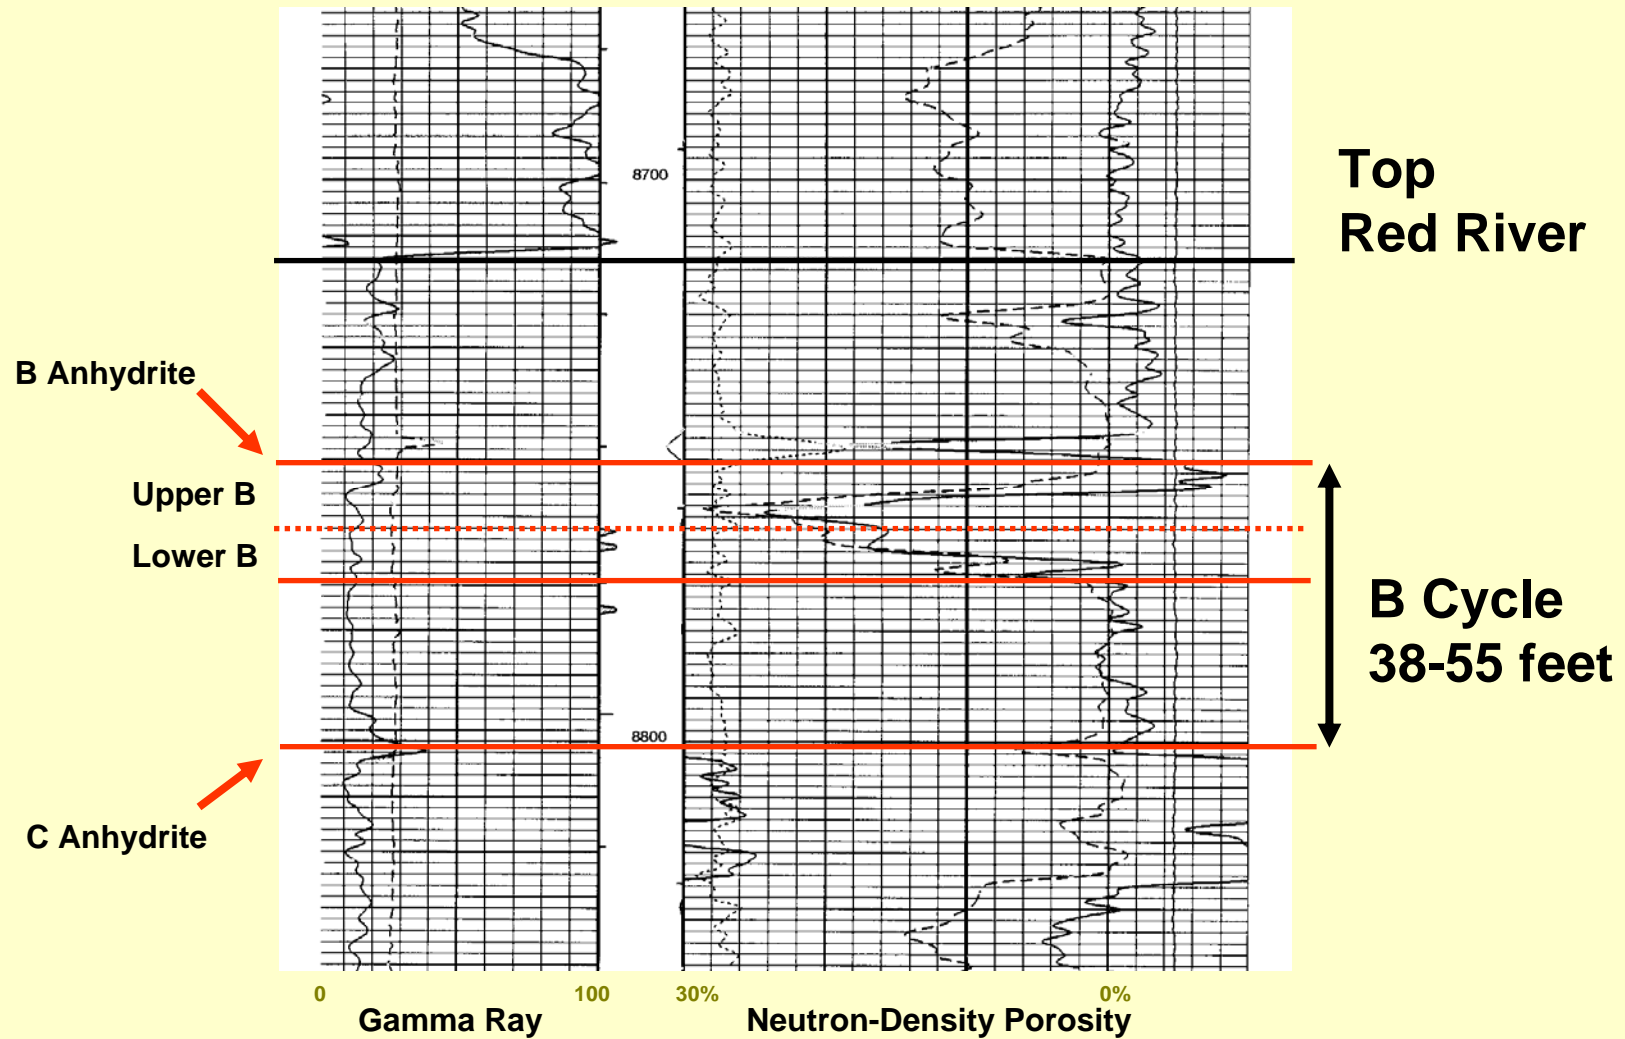 8700
Top
Red River
B Anhydrite
Upper B
Lower B
B Cycle
38-55 feet
8800
C Anhydrite
0
100
30%
0%
Gamma Ray
Neutron-Density Porosity